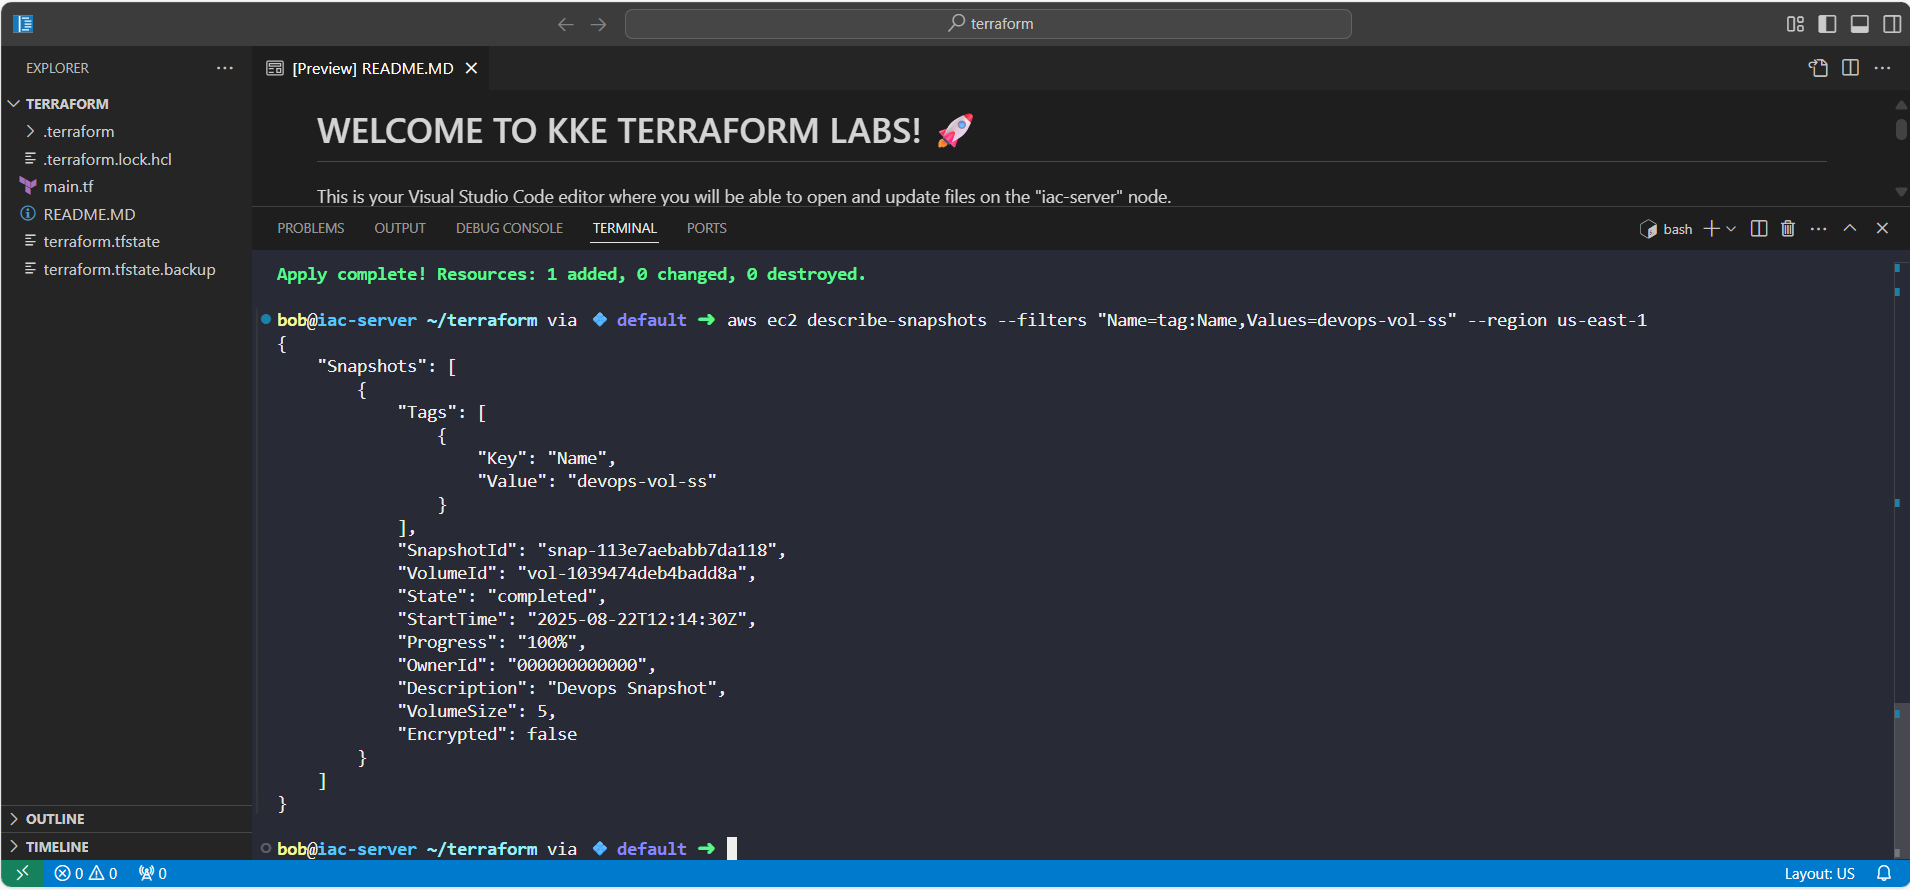 terraform
EXPLORER
[Preview] README.MD
TERRAFORM
.terraform
.terraform.lock.hcl
main.tf
README.MD
terraform.tfstate
terraform.tfstate.backup
OUTLINE
TIMELINE
WELCOME TO KKE TERRAFORM LABS! 🚀
This is your Visual Studio Code editor where you will be able to open and update files on the "iac-server" node.
PROBLEMS OUTPUT DEBUG CONSOLE TERMINAL PORTS
bash
Apply complete! Resources: 1 added, 0 changed, 0 destroyed.
bob@iac-server ~/terraform via 🔷 default ➜ aws ec2 describe-snapshots --filters "Name=tag:Name,Values=devops-vol-ss" --region us-east-1
{
    "Snapshots": [
        {
            "Tags": [
                {
                    "Key": "Name",
                    "Value": "devops-vol-ss"
                }
            ],
            "SnapshotId": "snap-113e7aebabb7da118",
            "VolumeId": "vol-1039474deb4badd8a",
            "State": "completed",
            "StartTime": "2025-08-22T12:14:30Z",
            "Progress": "100%",
            "OwnerId": "000000000000",
            "Description": "Devops Snapshot",
            "VolumeSize": 5,
            "Encrypted": false
        }
    ]
}
bob@iac-server ~/terraform via 🔷 default ➜
0 0 0
Layout: US